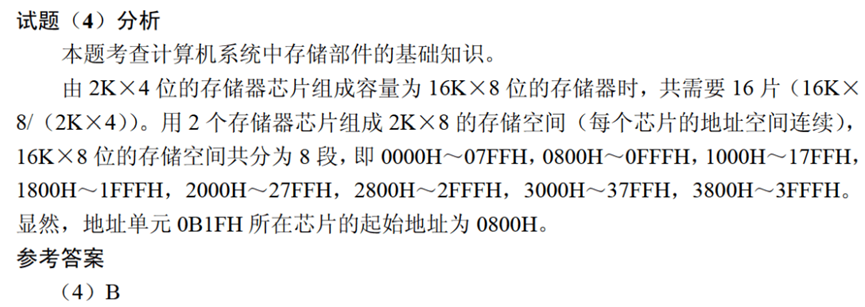 试题（4）分析
本题考查计算机系统中存储部件的基础知识。
由 2K×4 位的存储器芯片组成容量为 16K×8 位的存储器时，共需要 16 片（16K×
8/（2K×4））。用 2 个存储器芯片组成 2K×8 的存储空间（每个芯片的地址空间连续），
16K×8 位的存储空间共分为 8 段，即 0000H～07FFH，0800H～0FFFH，1000H～17FFH，
1800H～1FFFH，2000H～27FFH，2800H～2FFFH，3000H～37FFH，3800H～3FFFH。
显然，地址单元 0B1FH 所在芯片的起始地址为 0800H。
参考答案
（4）B